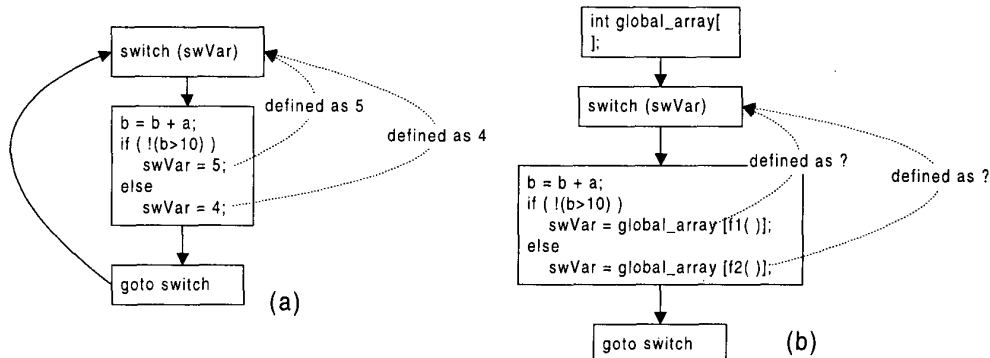 switch (swVar)
defined as 5
b = b + a;
if ( !(b>10) )
swVar = 5;
else
swVar = 4;
defined as 4
goto switch
(a)
int global_array[
];
switch (swVar)
defined as ?
defined as ?
b = b + a;
if ( !(b>10) )
swVar = global_array [f1( )];
else
swVar = global_array [f2( )];
goto switch
(b)